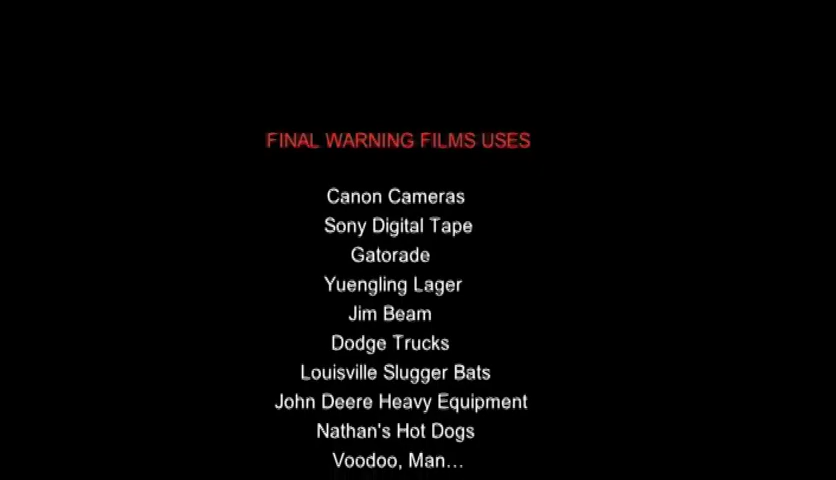 FINAL WARNING FILMS USES
Canon Cameras
Sony Digital Tape
Gatorade
Yuengling Lager
Jim Beam
Dodge Trucks
Louisville Slugger Bats
John Deere Heavy Equipment
Nathan's Hot Dogs
Voodoo, Man...